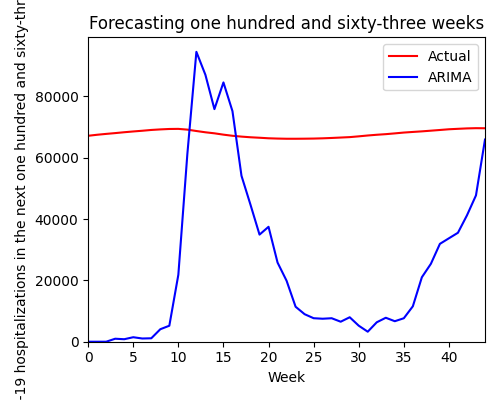 Forecasting one hundred and sixty-three weeks
-19 hospitalizations in the next one hundred and sixty-thr
Actual
ARIMA
80000
60000
40000
20000
0
0 5 10 15 20 25 30 35 40
Week